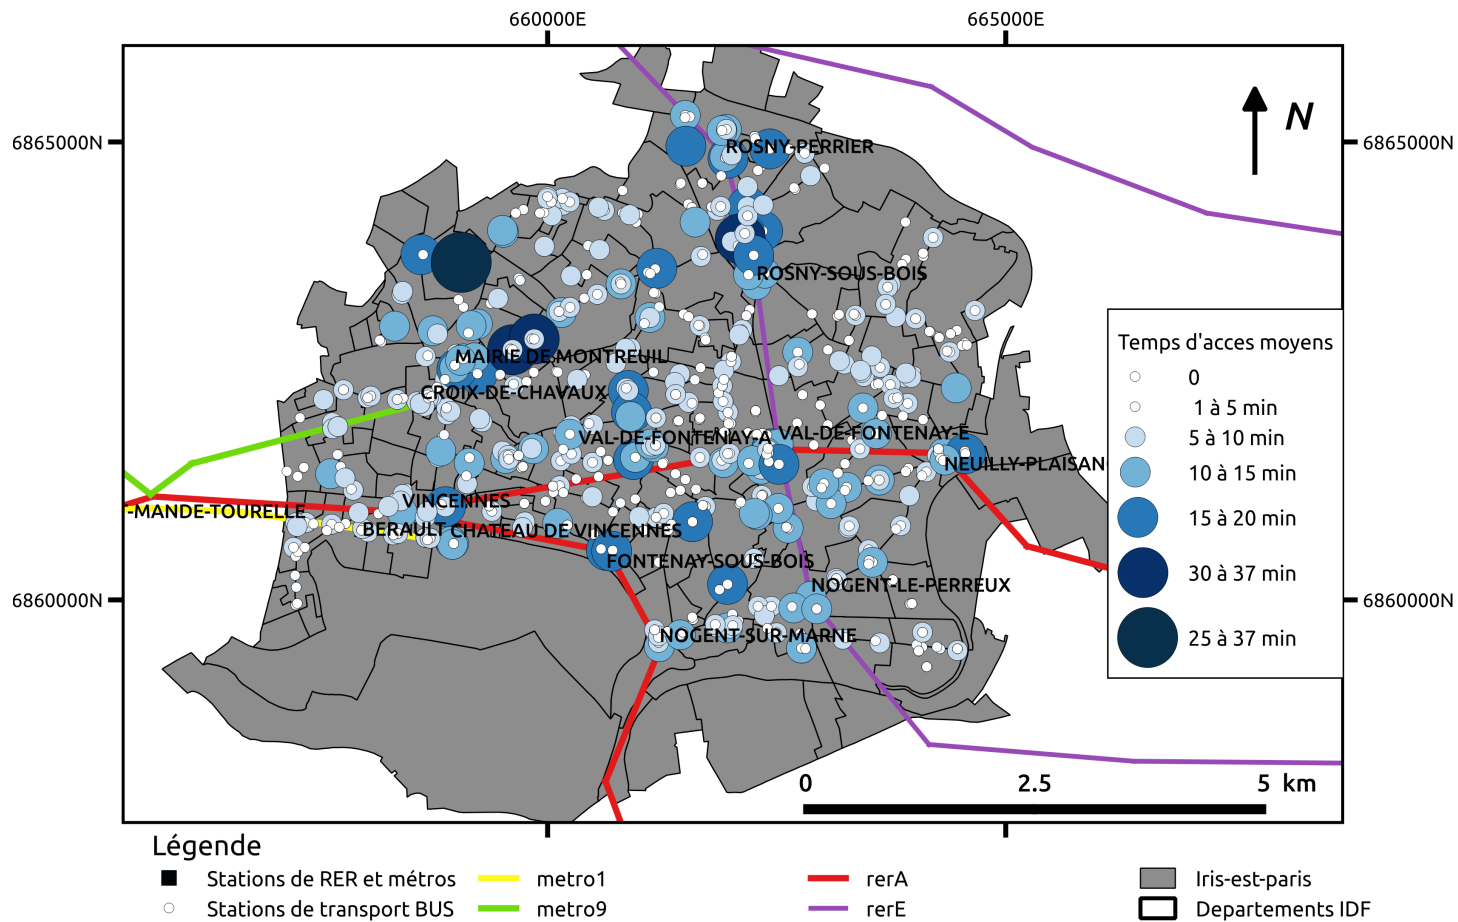 660000E 665000E
6865000N 6865000N
N
ROSNY-PERRIER
ROSNY-SOUS-BOIS
Temps d'acces moyens
0
1 à 5 min
5 à 10 min
10 à 15 min
15 à 20 min
30 à 37 min
25 à 37 min
MAIRIE DE MONTREUIL
CROIX-DE-CHAVAUX
VAL-DE-FONTENAY-A VAL-DE-FONTENAY-E
NEUILLY-PLAISAN
VINCENNES
-MANDE-TOURELLE
BERAULT CHATEAU DE VINCENNES
FONTENAY-SOUS-BOIS
NOGENT-LE-PERREUX
6860000N 6860000N
NOGENT-SUR-MARNE
0 2.5 5 km
Légende
Stations de RER et métros metro1 rerA Iris-est-paris
Stations de transport BUS metro9 rerE Departements IDF